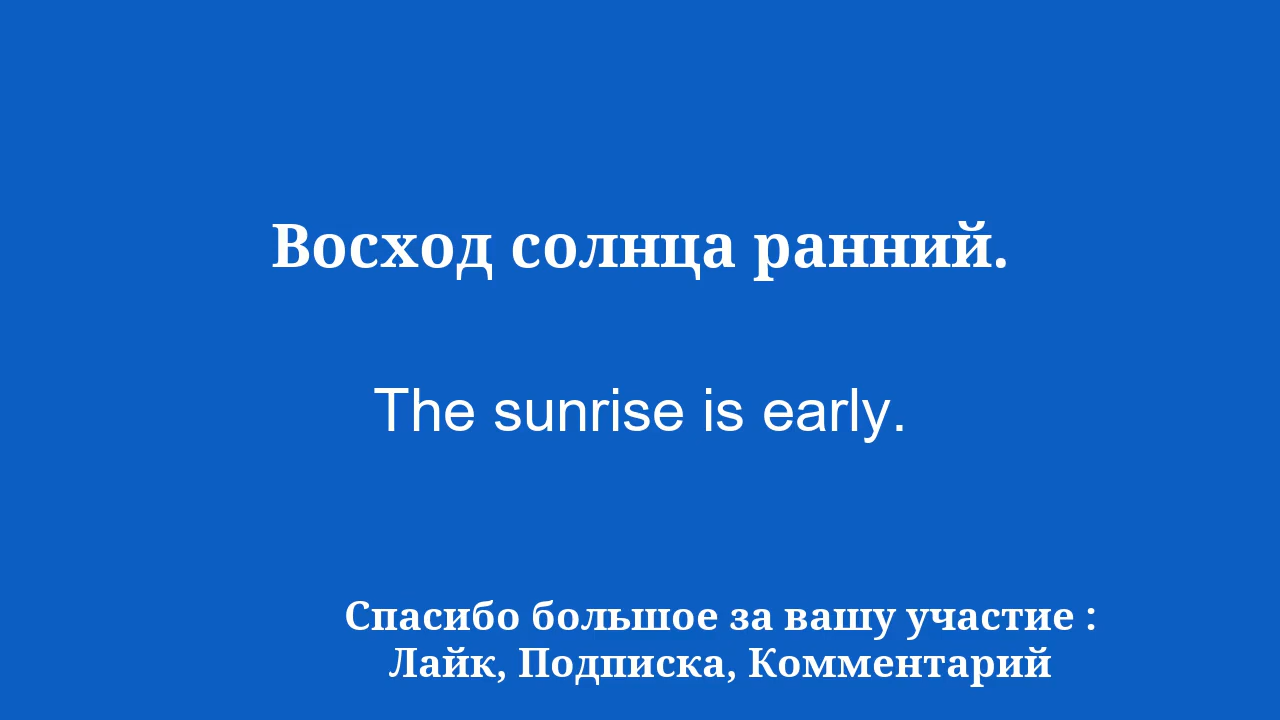 Восход солнца ранний.
The sunrise is early.
Спасибо большое за вашу участие :
Лайк, Подписка, Комментарий